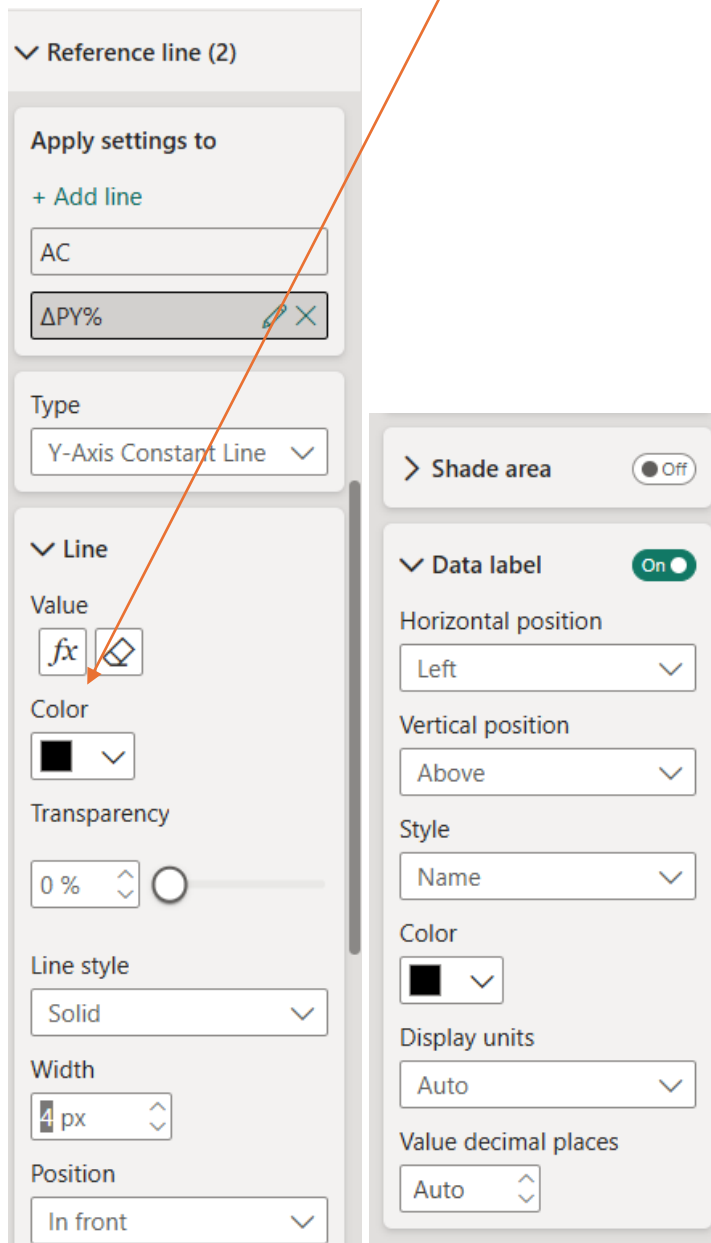 Reference line (2)
Apply settings to
+ Add line
AC
ΔPY%
Type
Y-Axis Constant Line
Line
Value
fx
Color
Transparency
0 %
Line style
Solid
Width
4 px
Position
In front
Shade area
Off
Data label
On
Horizontal position
Left
Vertical position
Above
Style
Name
Color
Display units
Auto
Value decimal places
Auto